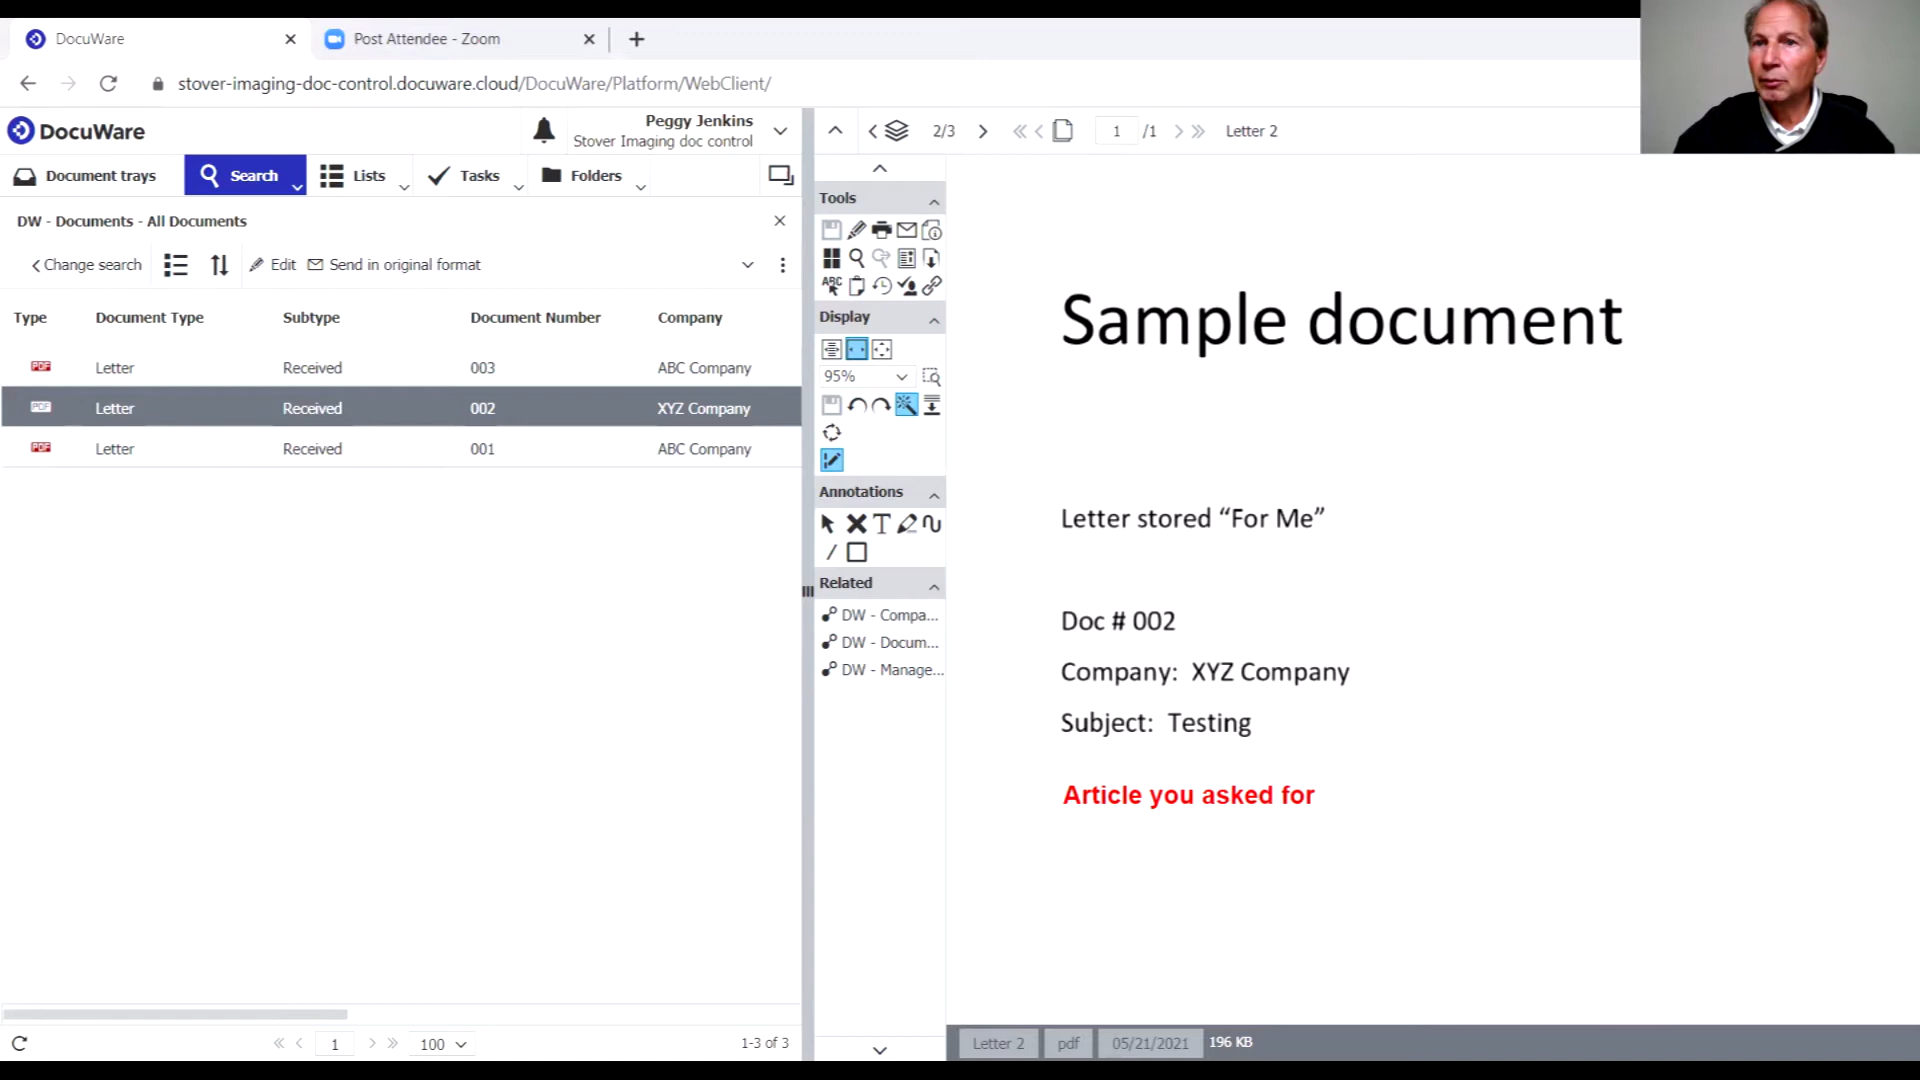 DocuWare
Post Attendee - Zoom
stover-imaging-doc-control.docuware.cloud/DocuWare/Platform/WebClient/
DocuWare
Peggy Jenkins
Stover Imaging doc control
2/3
1 /1
Letter 2
Document trays
Search
Lists
Tasks
Folders
DW - Documents - All Documents
Change search
Edit
Send in original format
Type Document Type Subtype Document Number Company
PDF Letter Received 003 ABC Company
PDF Letter Received 002 XYZ Company
PDF Letter Received 001 ABC Company
1
100
1-3 of 3
Tools
ABC
Display
95%
Annotations
T
Related
DW - Compa...
DW - Docum...
DW - Manage...
Sample document
Letter stored “For Me”
Doc # 002
Company: XYZ Company
Subject: Testing
Article you asked for
Letter 2 pdf 05/21/2021 196 KB